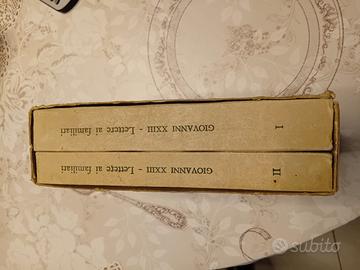 GIOVANNI XXIII - Lettere ai familiari I
GIOVANNI XXIII - Lettere ai familiari II
subito